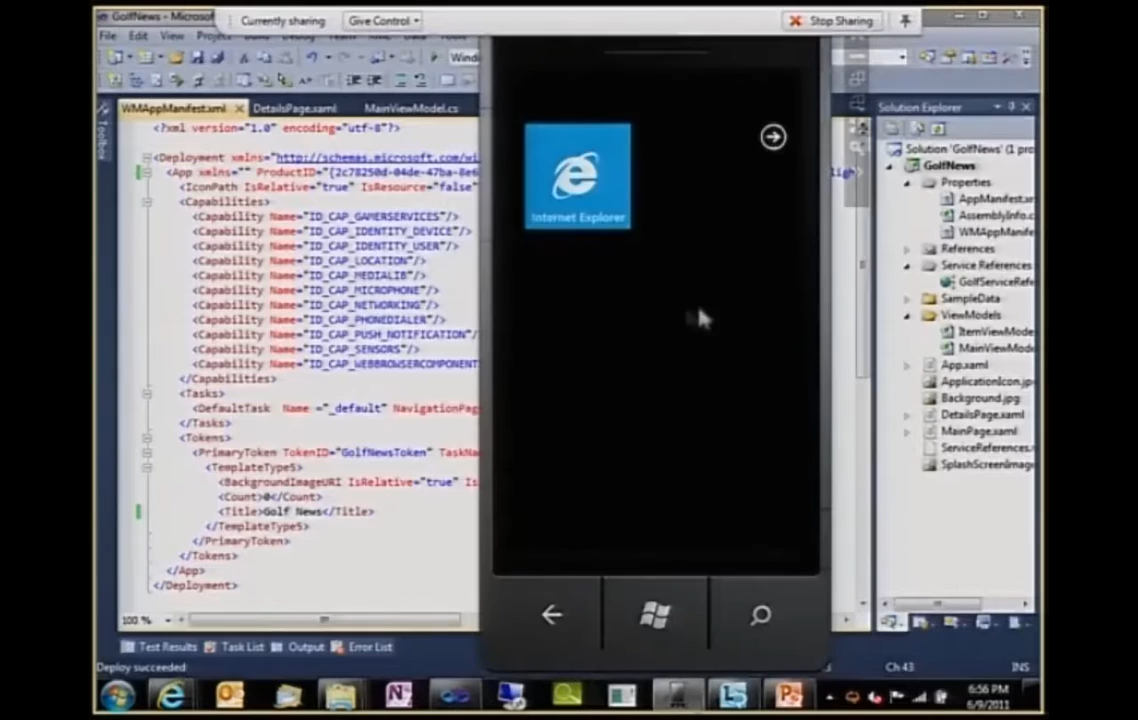 GolfNews - Microsof
Currently sharing
Give Control
Stop Sharing
File Edit View Proje
Wind
WMAppManifest.xml
DetailsPage.xaml
MainViewModel.cs
Solution Explorer
Toolbox
<?xml version="1.0" encoding="utf-8"?>
<Deployment xmlns="http://schemas.microsoft.com/wi
<App xmlns="" ProductID="{2c78250d-04de-47ba-8e6
ligh
<IconPath IsRelative="true" IsResource="false"
<Capabilities>
<Capability Name="ID_CAP_GAMERSERVICES"/>
<Capability Name="ID_CAP_IDENTITY_DEVICE"/>
<Capability Name="ID_CAP_IDENTITY_USER"/>
<Capability Name="ID_CAP_LOCATION"/>
<Capability Name="ID_CAP_MEDIALIB"/>
<Capability Name="ID_CAP_MICROPHONE"/>
<Capability Name="ID_CAP_NETWORKING"/>
<Capability Name="ID_CAP_PHONEDIALER"/>
<Capability Name="ID_CAP_PUSH_NOTIFICATION"/
<Capability Name="ID_CAP_SENSORS"/>
<Capability Name="ID_CAP_WEBBROWSERCOMPONENT
</Capabilities>
<Tasks>
<DefaultTask Name ="_default" NavigationPag
</Tasks>
<Tokens>
<PrimaryToken TokenID="GolfNewsToken" TaskNa
<TemplateType5>
<BackgroundImageURI IsRelative="true" Is
<Count>0</Count>
<Title>Golf News</Title>
</TemplateType5>
</PrimaryToken>
</Tokens>
</App>
</Deployment>
100 %
Internet Explorer
Solution 'GolfNews' (1 pro
GolfNews
Properties
AppManifest.x
AssemblyInfo.c
WMAppManife
References
Service References
GolfServiceRefe
SampleData
ViewModels
ItemViewMode
MainViewMode
App.xaml
ApplicationIcon.jp
Background.jpg
DetailsPage.xaml
MainPage.xaml
ServiceReferences.
SplashScreenImage
Test Results
Task List
Output
Error List
Deploy succeeded
Ch 43
INS
6:56 PM
6/9/2011